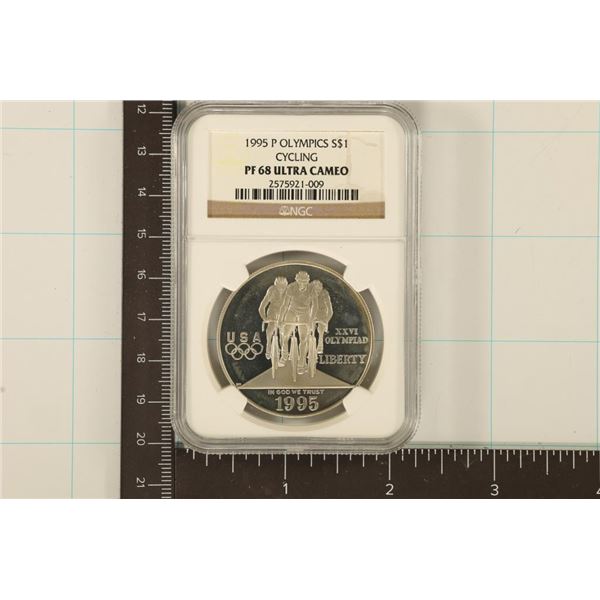 1995 P OLYMPICS S$1
CYCLING
PF 68 ULTRA CAMEO
2575921-009
NGC
USA
XXVI
OLYMPIAD
LIBERTY
IN GOD WE TRUST
1995
12
13
14
15
16
17
18
19
20
21
1 2 3 4